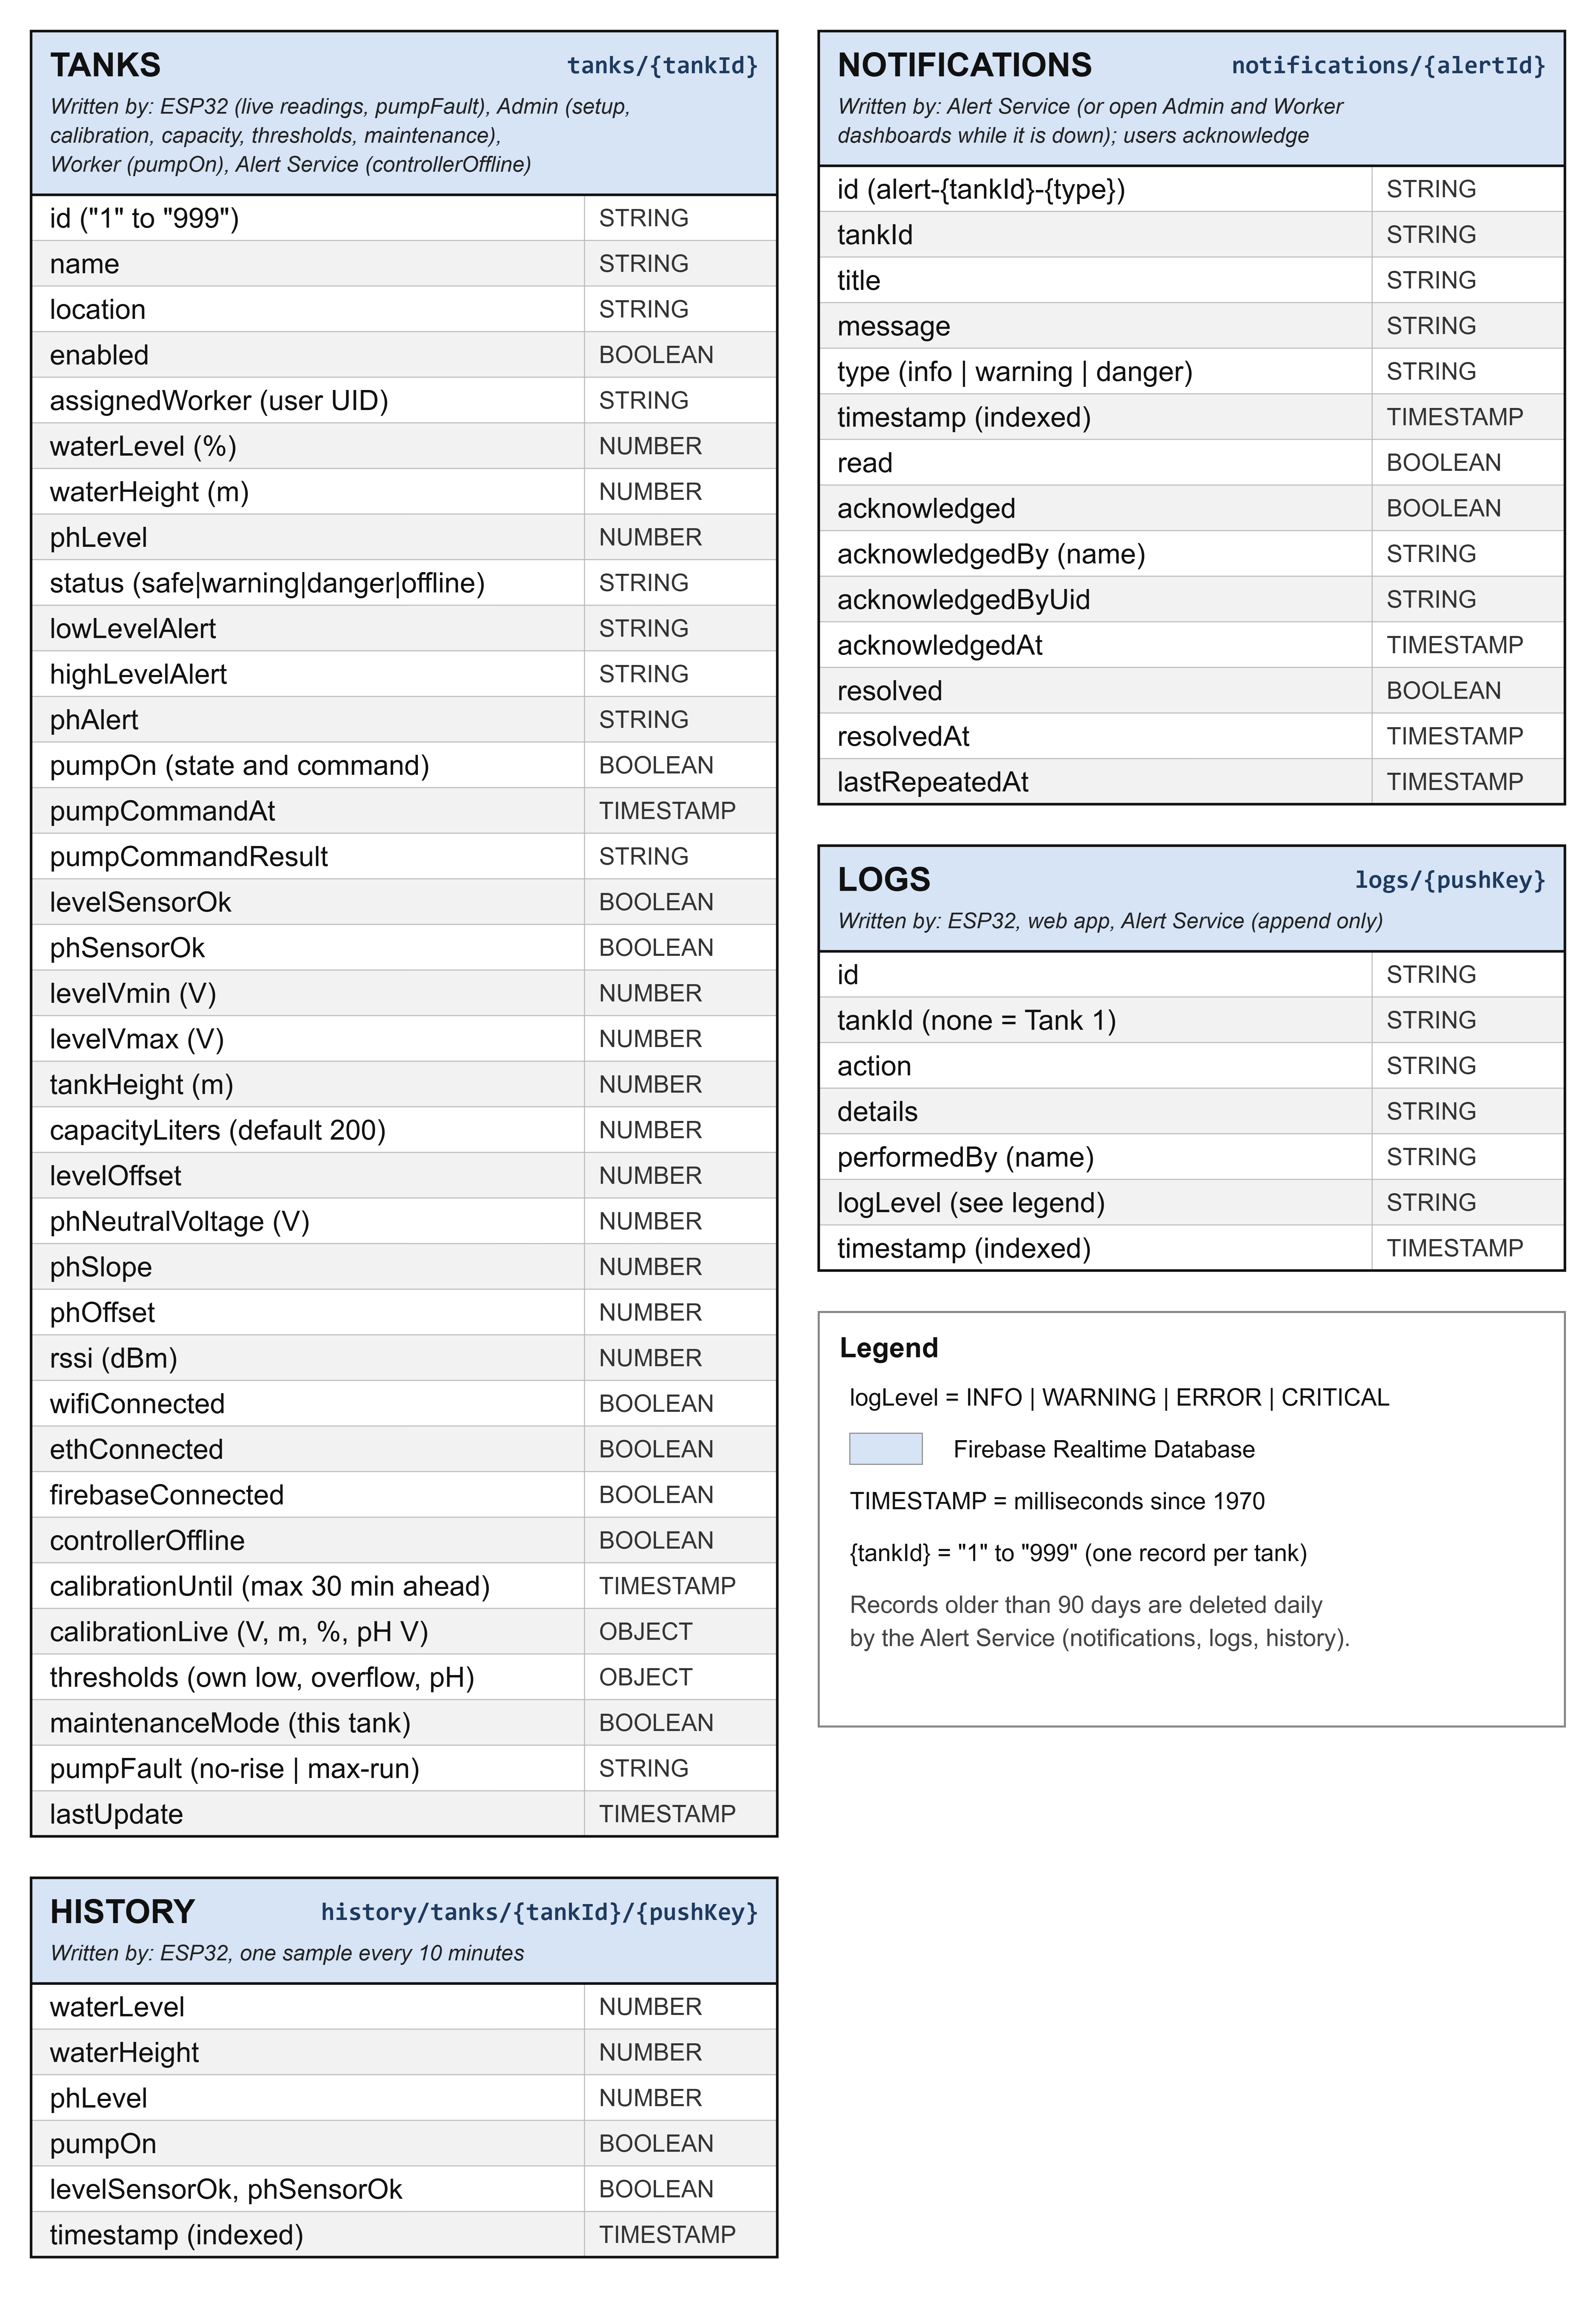 TANKS tanks/{tankId}
Written by: ESP32 (live readings, pumpFault), Admin (setup,
calibration, capacity, thresholds, maintenance),
Worker (pumpOn), Alert Service (controllerOffline)
id ("1" to "999") STRING
name STRING
location STRING
enabled BOOLEAN
assignedWorker (user UID) STRING
waterLevel (%) NUMBER
waterHeight (m) NUMBER
phLevel NUMBER
status (safe|warning|danger|offline) STRING
lowLevelAlert STRING
highLevelAlert STRING
phAlert STRING
pumpOn (state and command) BOOLEAN
pumpCommandAt TIMESTAMP
pumpCommandResult STRING
levelSensorOk BOOLEAN
phSensorOk BOOLEAN
levelVmin (V) NUMBER
levelVmax (V) NUMBER
tankHeight (m) NUMBER
capacityLiters (default 200) NUMBER
levelOffset NUMBER
phNeutralVoltage (V) NUMBER
phSlope NUMBER
phOffset NUMBER
rssi (dBm) NUMBER
wifiConnected BOOLEAN
ethConnected BOOLEAN
firebaseConnected BOOLEAN
controllerOffline BOOLEAN
calibrationUntil (max 30 min ahead) TIMESTAMP
calibrationLive (V, m, %, pH V) OBJECT
thresholds (own low, overflow, pH) OBJECT
maintenanceMode (this tank) BOOLEAN
pumpFault (no-rise | max-run) STRING
lastUpdate TIMESTAMP
HISTORY history/tanks/{tankId}/{pushKey}
Written by: ESP32, one sample every 10 minutes
waterLevel NUMBER
waterHeight NUMBER
phLevel NUMBER
pumpOn BOOLEAN
levelSensorOk, phSensorOk BOOLEAN
timestamp (indexed) TIMESTAMP
NOTIFICATIONS notifications/{alertId}
Written by: Alert Service (or open Admin and Worker
dashboards while it is down); users acknowledge
id (alert-{tankId}-{type}) STRING
tankId STRING
title STRING
message STRING
type (info | warning | danger) STRING
timestamp (indexed) TIMESTAMP
read BOOLEAN
acknowledged BOOLEAN
acknowledgedBy (name) STRING
acknowledgedByUid STRING
acknowledgedAt TIMESTAMP
resolved BOOLEAN
resolvedAt TIMESTAMP
lastRepeatedAt TIMESTAMP
LOGS logs/{pushKey}
Written by: ESP32, web app, Alert Service (append only)
id STRING
tankId (none = Tank 1) STRING
action STRING
details STRING
performedBy (name) STRING
logLevel (see legend) STRING
timestamp (indexed) TIMESTAMP
Legend
logLevel = INFO | WARNING | ERROR | CRITICAL
Firebase Realtime Database
TIMESTAMP = milliseconds since 1970
{tankId} = "1" to "999" (one record per tank)
Records older than 90 days are deleted daily
by the Alert Service (notifications, logs, history).